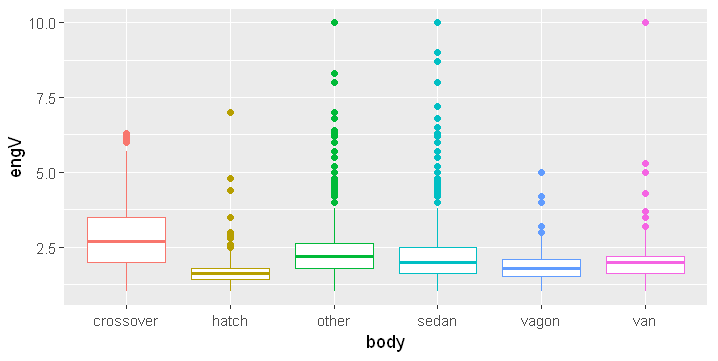 10.0
7.5
5.0
2.5
engV
crossover hatch other sedan vagon van
body